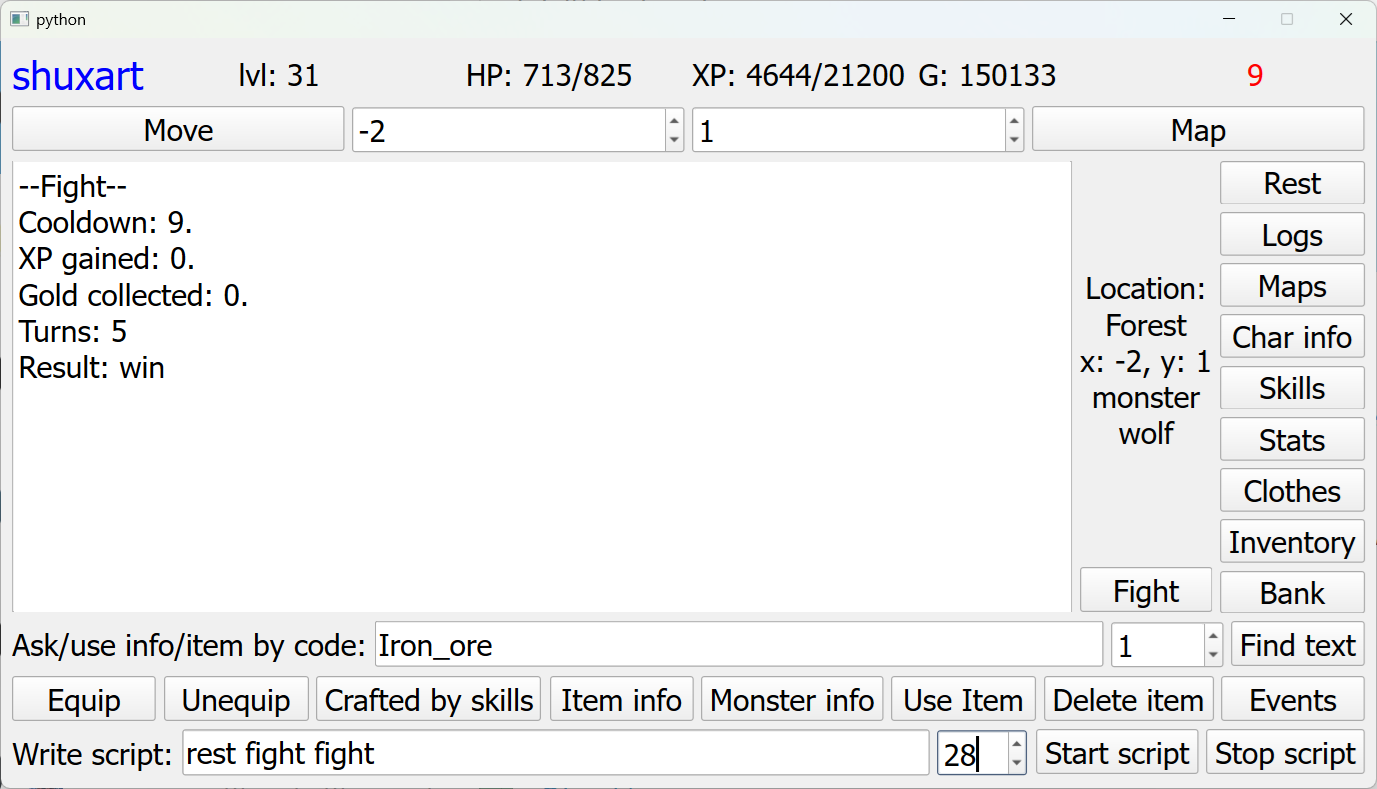 python
shuxart lvl: 31 HP: 713/825 XP: 4644/21200 G: 150133 9
Move -2 1 Map
--Fight--
Cooldown: 9.
XP gained: 0.
Gold collected: 0.
Turns: 5
Result: win
Location:
Forest
x: -2, y: 1
monster
wolf
Fight
Rest
Logs
Maps
Char info
Skills
Stats
Clothes
Inventory
Bank
Ask/use info/item by code: Iron_ore 1 Find text
Equip Unequip Crafted by skills Item info Monster info Use Item Delete item Events
Write script: rest fight fight 28 Start script Stop script